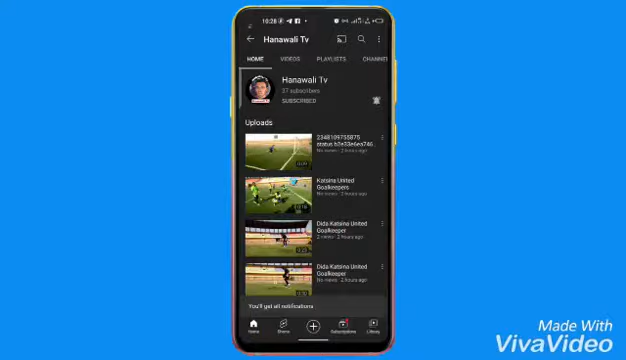 10:28
Hanawali Tv
HOME VIDEOS PLAYLISTS CHANNEL
Hanawali Tv
37 subscribers
SUBSCRIBED
Uploads
2348109755875
status b3e33e6ea746...
No views · 2 hours ago
Katsina United
Goalkeepers
No views · 2 hours ago
Dida Katsina United
Goalkeeper
2 views · 2 hours ago
Dida Katsina United
Goalkeeper
No views · 2 hours ago
You'll get all notifications
Home Shorts Subscriptions Library
Made With
VivaVideo